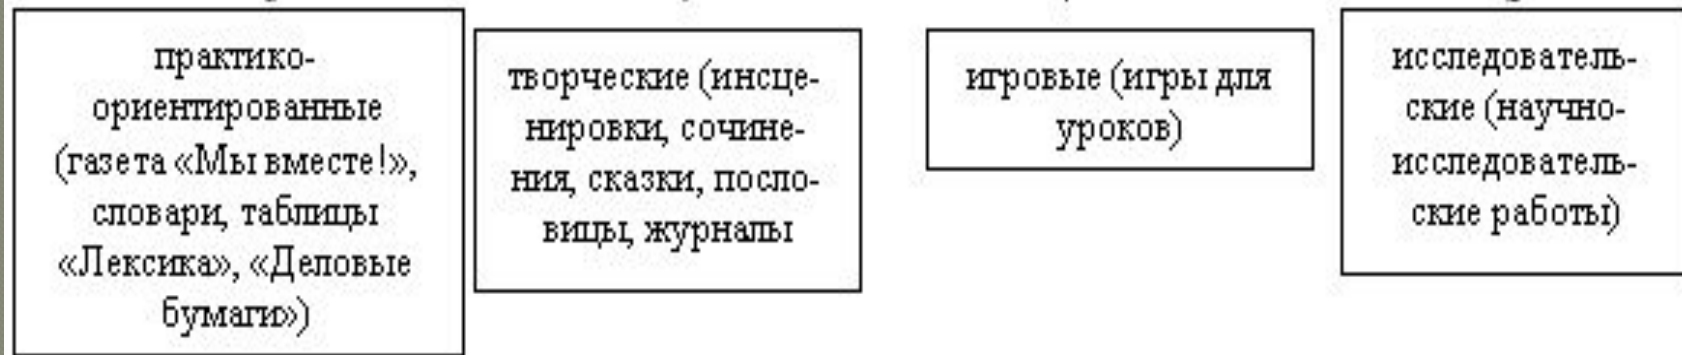 практико-
ориентированные
(газета «Мы вместе!»,
словари, таблицы
«Лексика», «Деловые
бумаги»)
творческие (инсце-
нировки, сочине-
ния, сказки, посло-
вицы, журналы
игровые (игры для
уроков)
исследователь-
ские (научно-
исследователь-
ские работы)